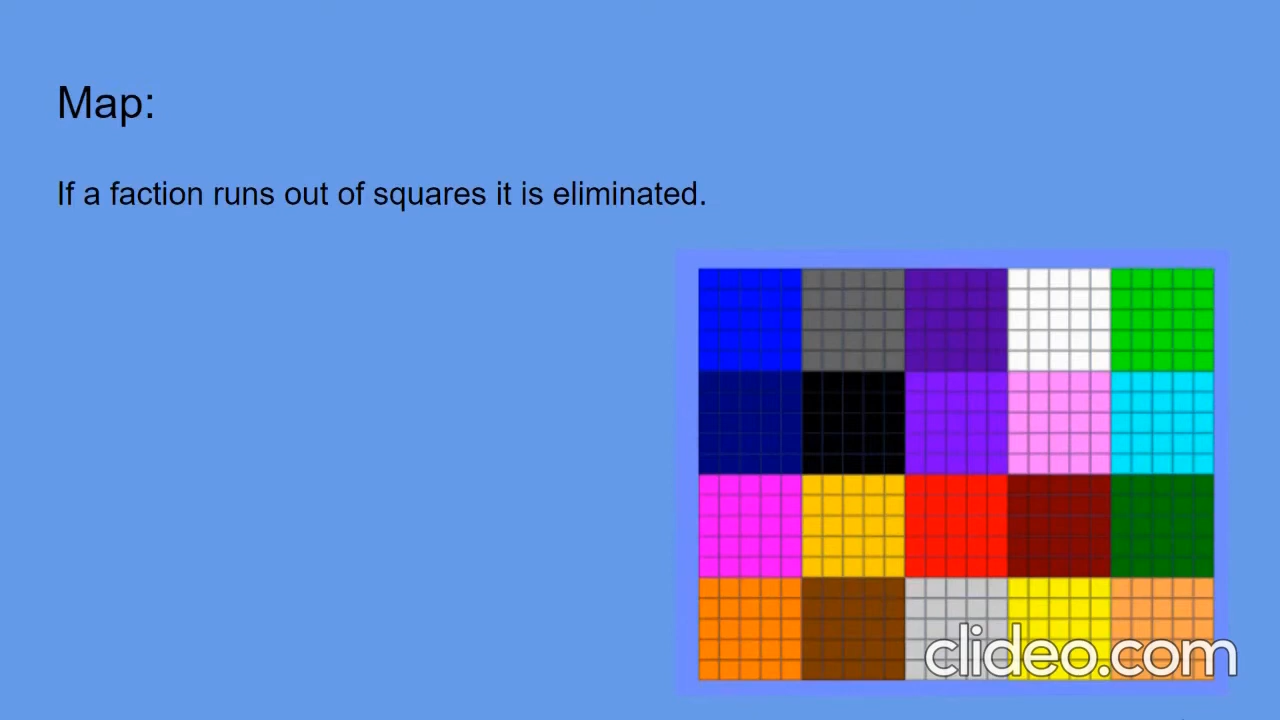 Map:
If a faction runs out of squares it is eliminated.
clideo.com